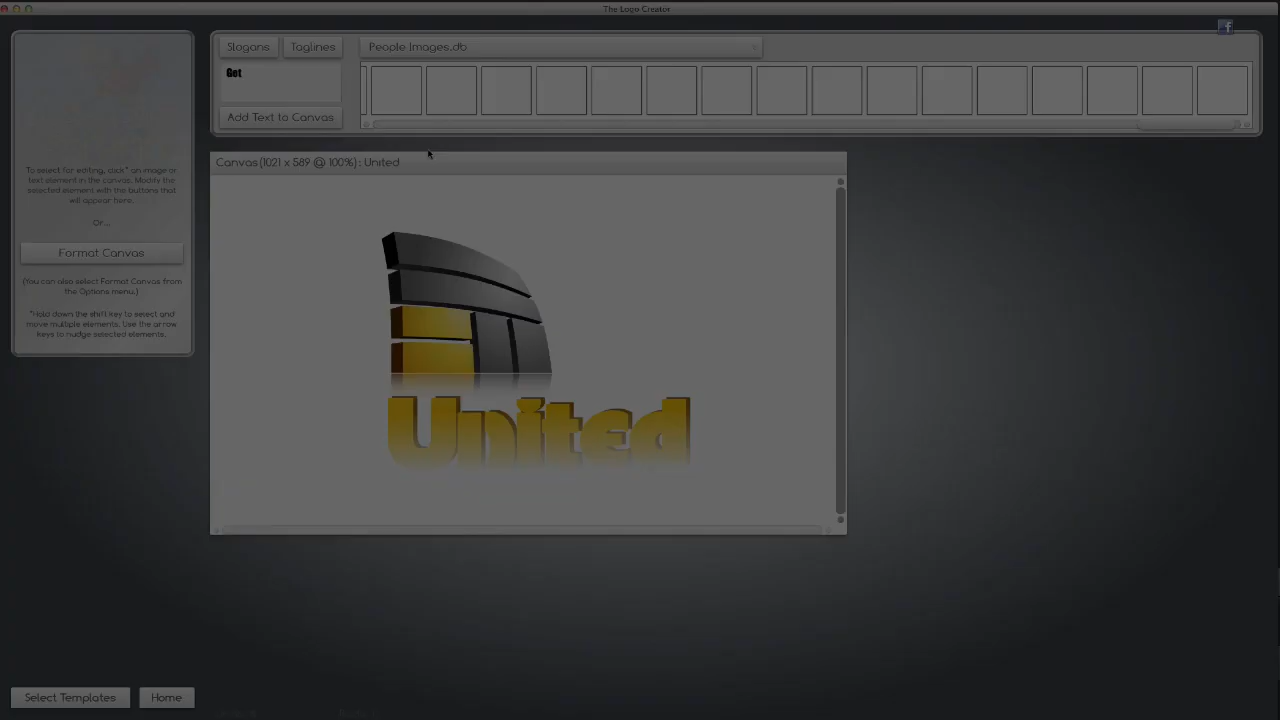 The Logo Creator
f
Slogans Taglines People Images.db
Get
Add Text to Canvas
Canvas (1021 x 589 @ 100%) : United
To select for editing, click* an image or
text element in the canvas. Modify the
selected element with the buttons that
will appear here.
Or...
Format Canvas
(You can also select Format Canvas from
the Options menu.)
*Hold down the shift key to select and
move multiple elements. Use the arrow
keys to nudge selected elements.
United
Select Templates Home